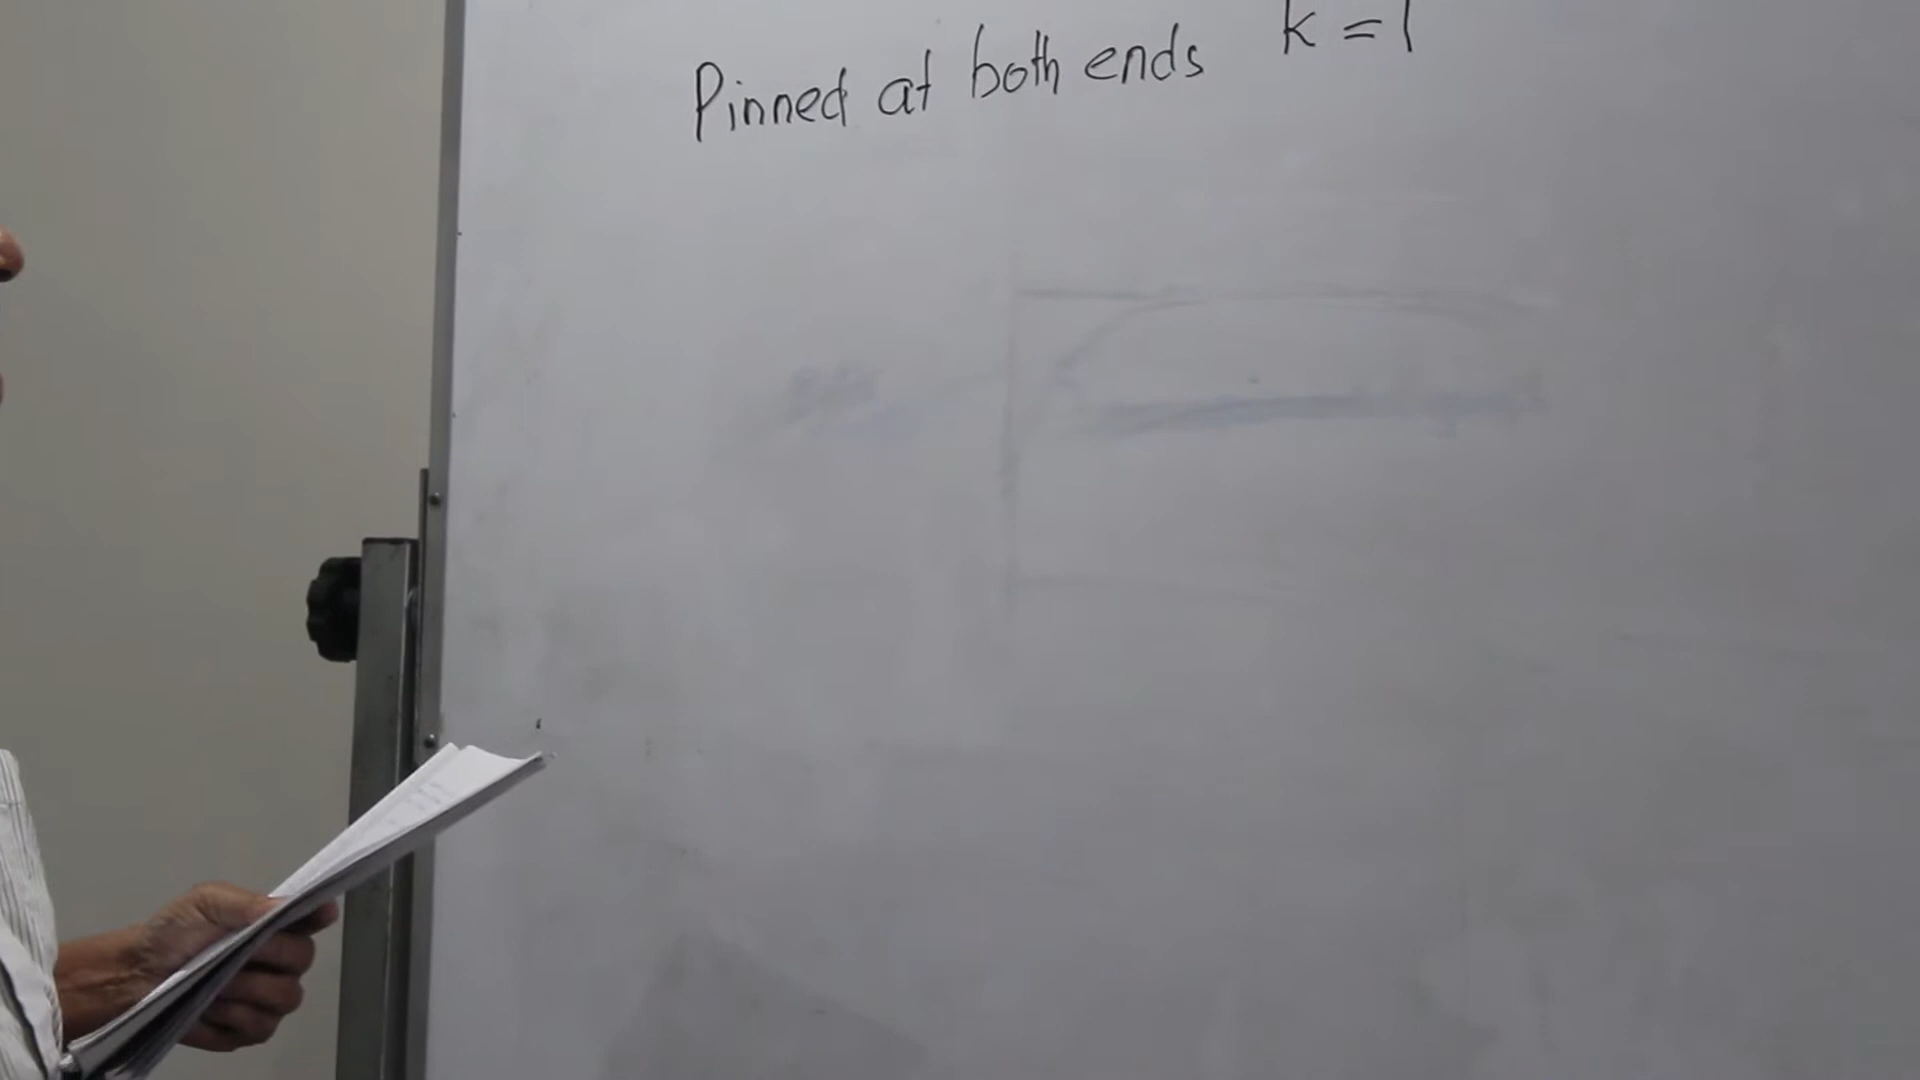 Pinned at both ends k = 1